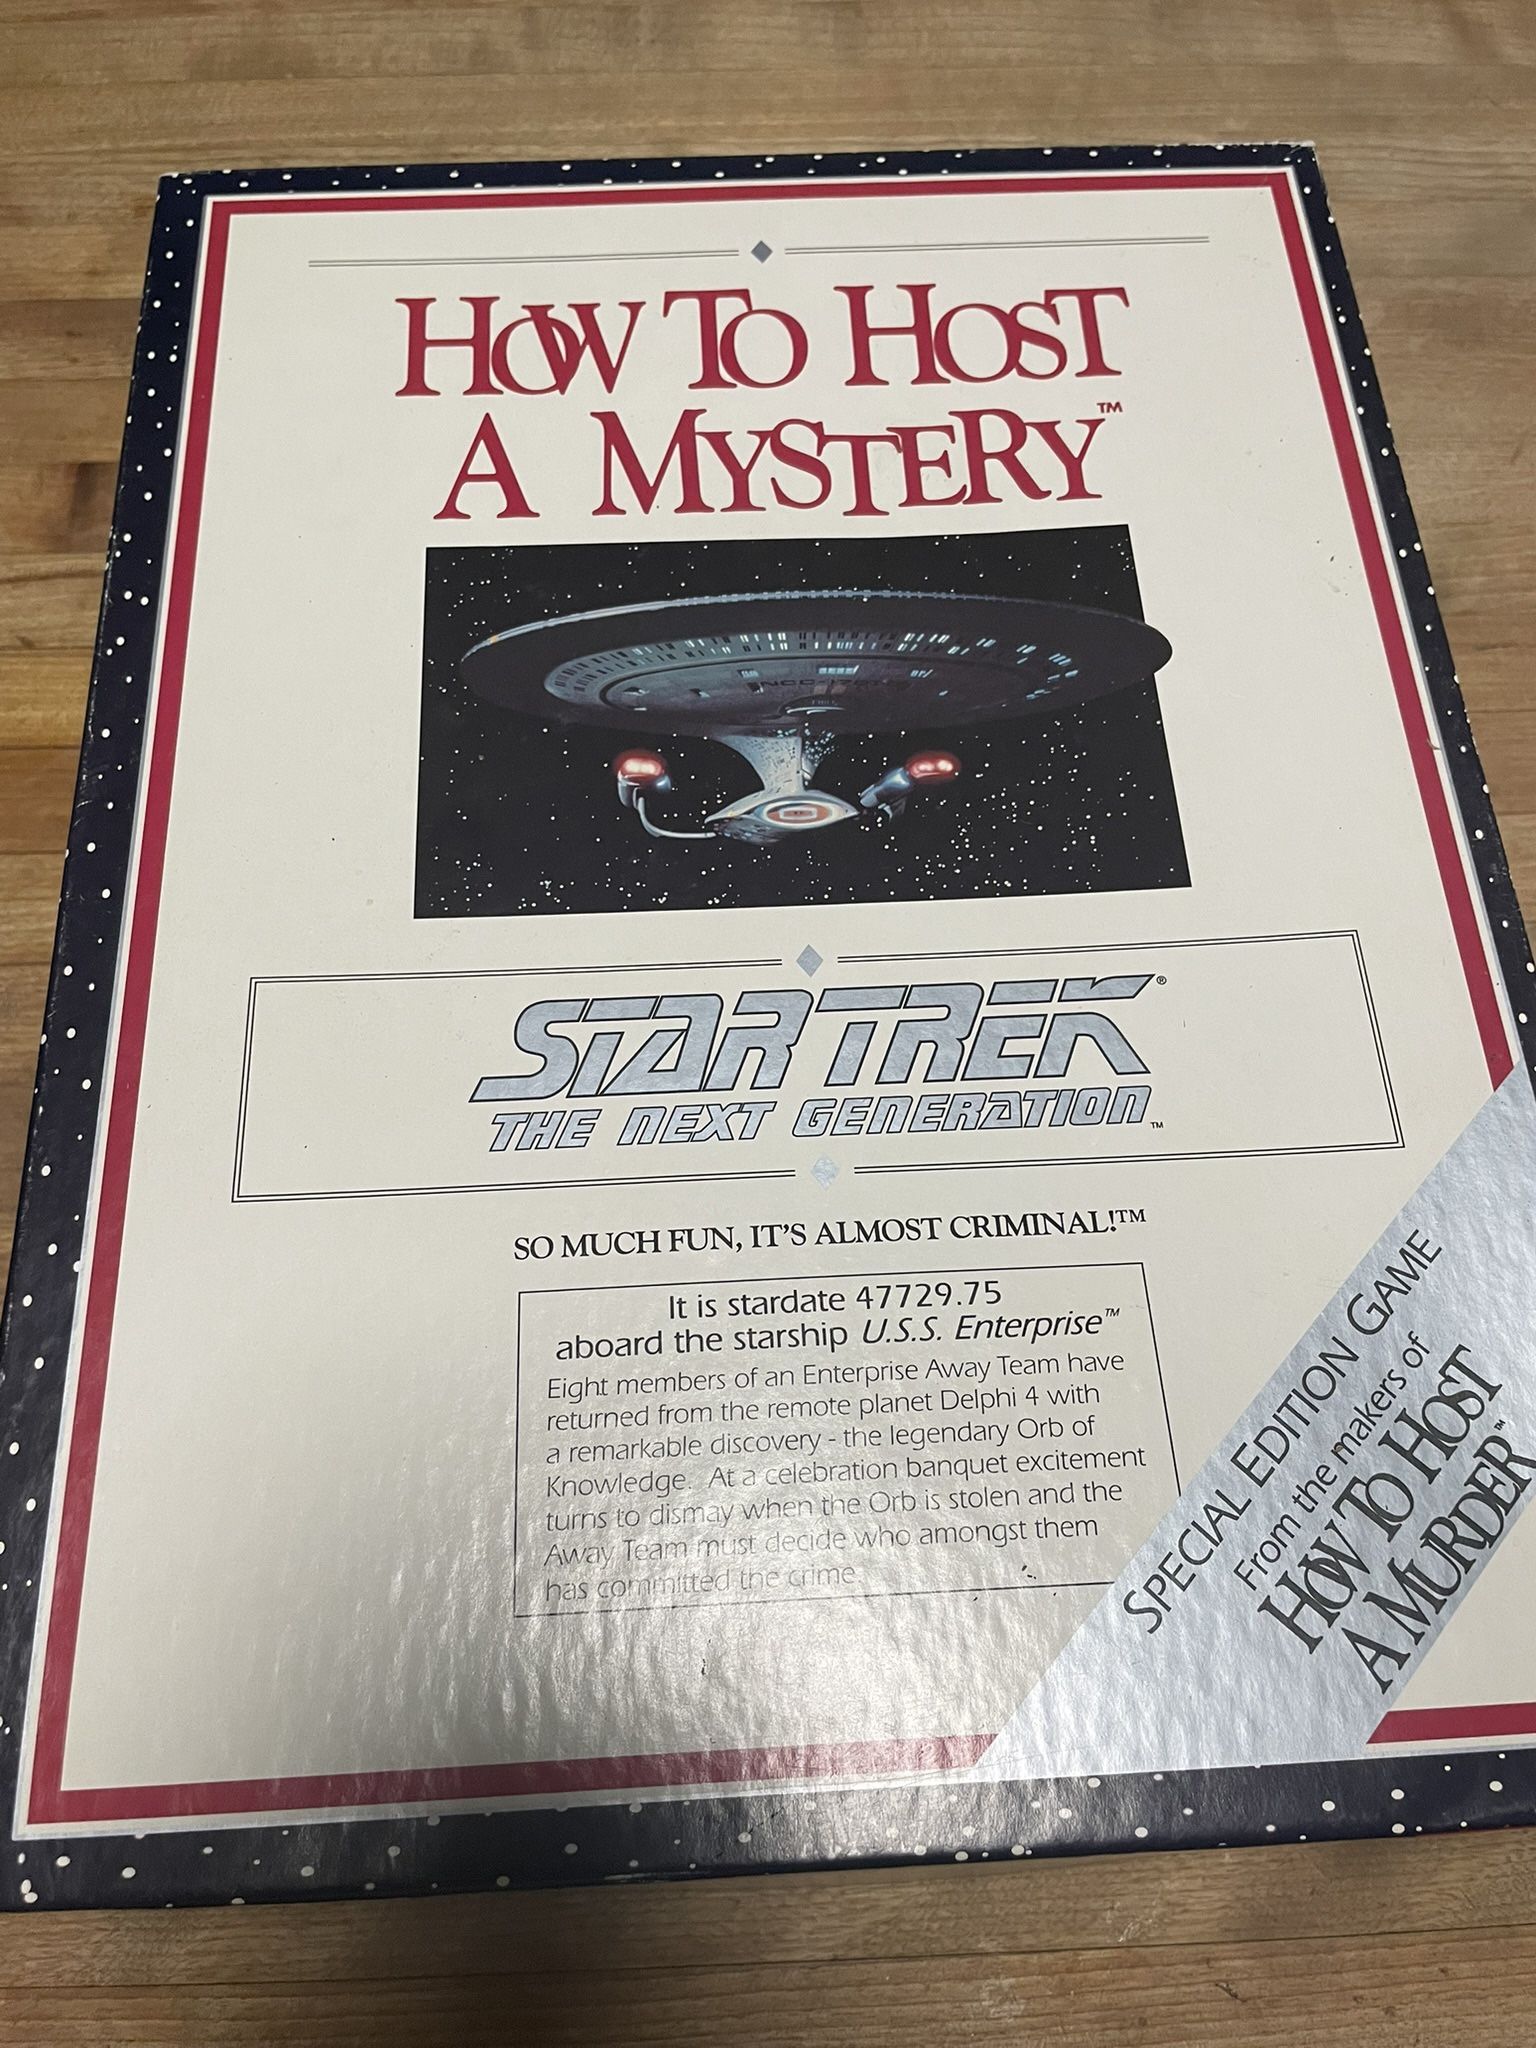 HOW TO HOST
A MYSTERY™
STAR TREK®
THE NEXT GENERATION™
SO MUCH FUN, IT'S ALMOST CRIMINAL!™
It is stardate 47729.75
aboard the starship U.S.S. Enterprise™
Eight members of an Enterprise Away Team have
returned from the remote planet Delphi 4 with
a remarkable discovery - the legendary Orb of
Knowledge. At a celebration banquet excitement
turns to dismay when the Orb is stolen and the
Away Team must decide who amongst them
has committed the crime.
SPECIAL EDITION GAME
From the makers of
HOW TO HOST
A MURDER™